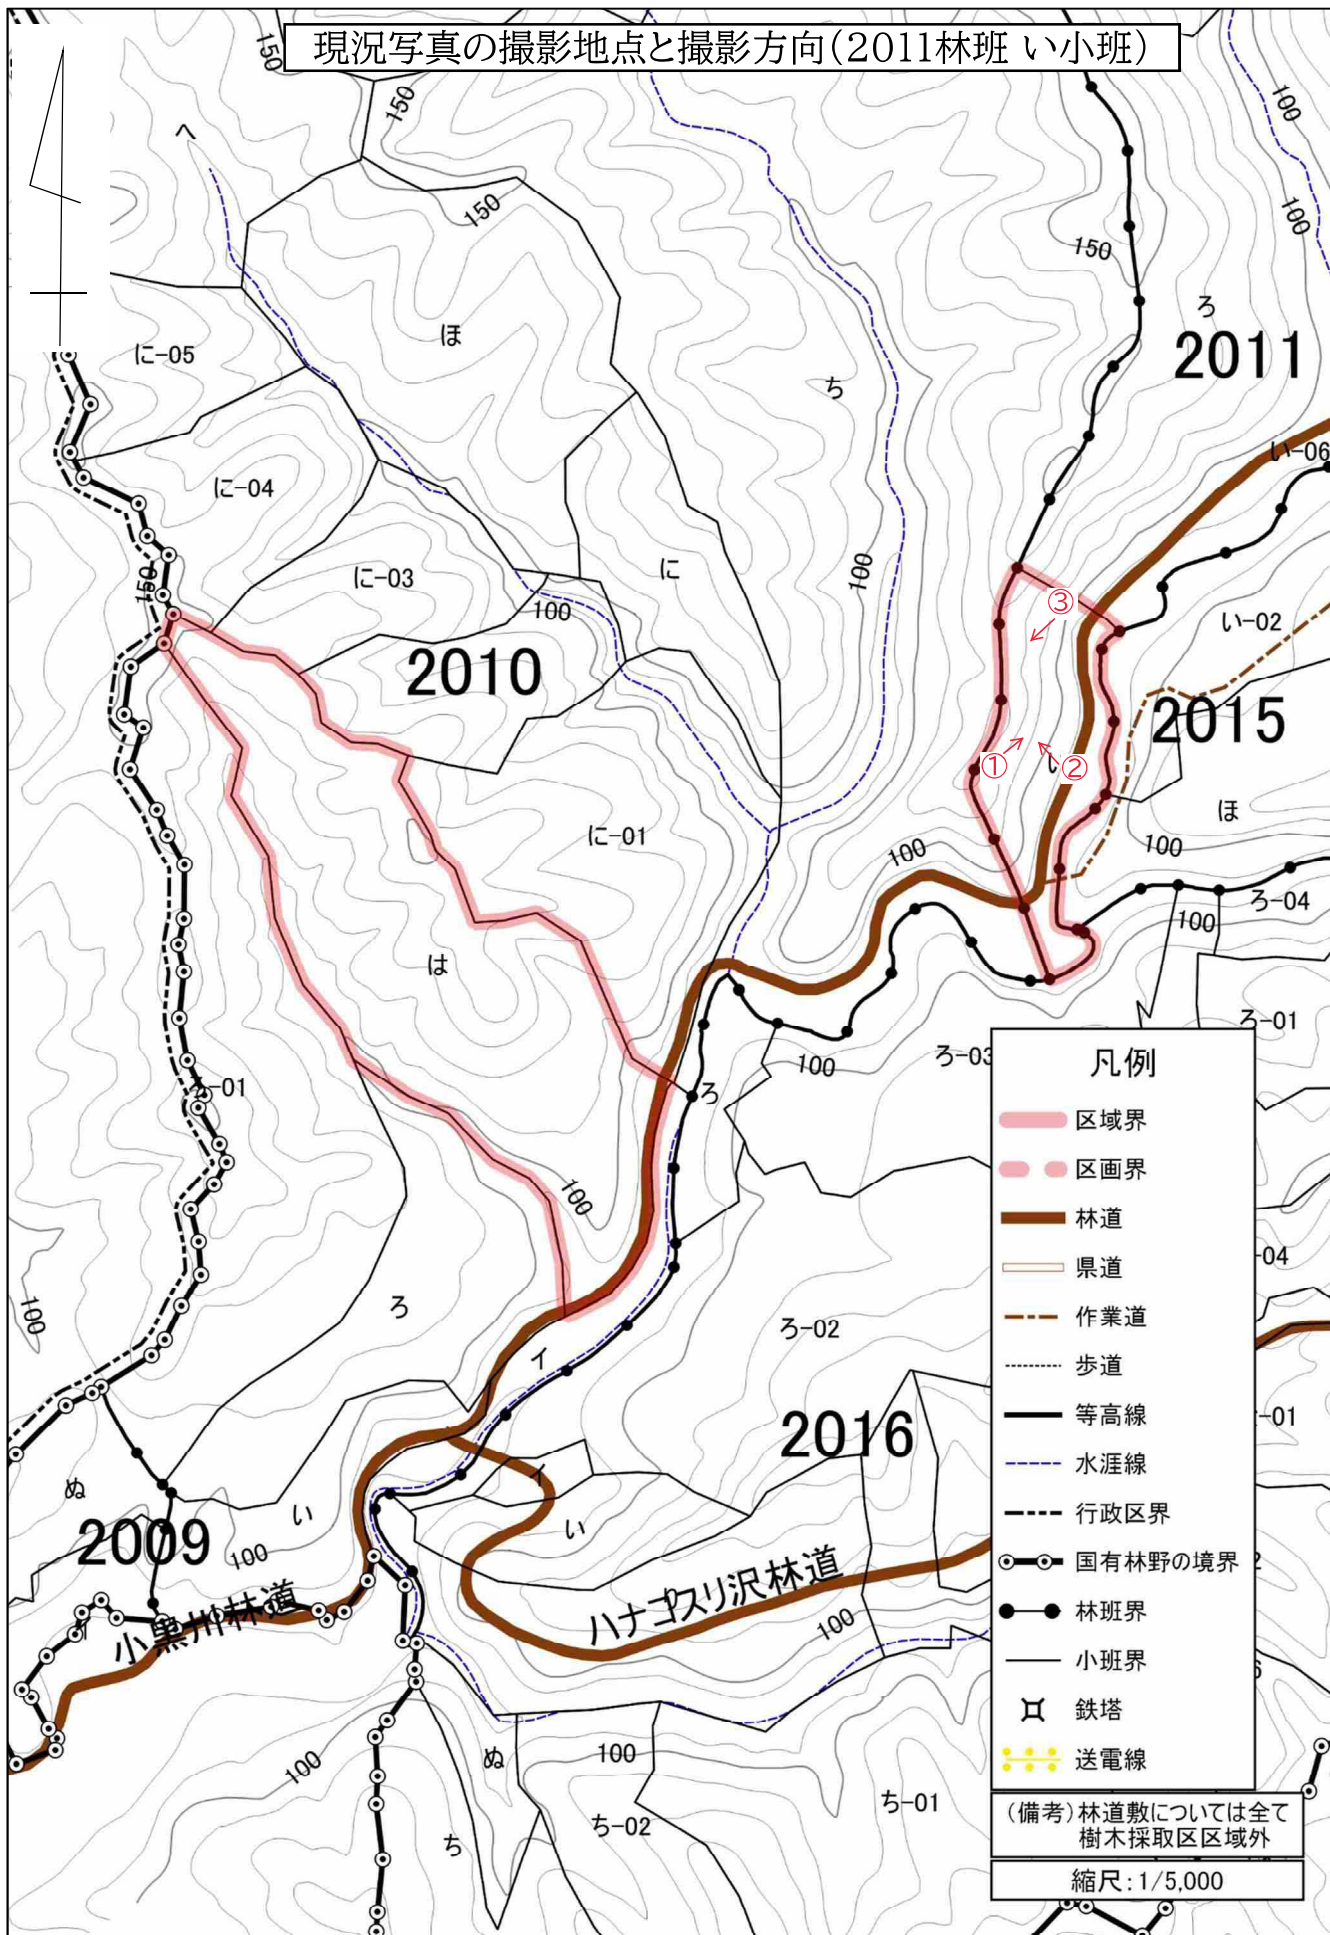 現況写真の撮影地点と撮影方向(2011林班 い小班)
150
へ
150
150
100
100
150
ろ
2011
に-05
ほ
ち
い-06
に-04
に-03
に
100
150
100
③
い-02
2010
2015
①
い
②
ほ
に-01
100
100
ろ-04
100
は
ろ-01
ろ-03
100
ろ-01
ろ
100
-04
100
ろ
ろ-02
イ
2016
-01
ぬ
い
イ
い
2009
100
小黒川林道
ハナゴスリ沢林道
100
100
ぬ
100
ち-01
ち-02
ち
凡例
区域界
区画界
林道
県道
作業道
歩道
等高線
水涯線
行政区界
国有林野の境界
林班界
小班界
鉄塔
送電線
(備考)林道敷については全て
樹木採取区区域外
縮尺:1/5,000